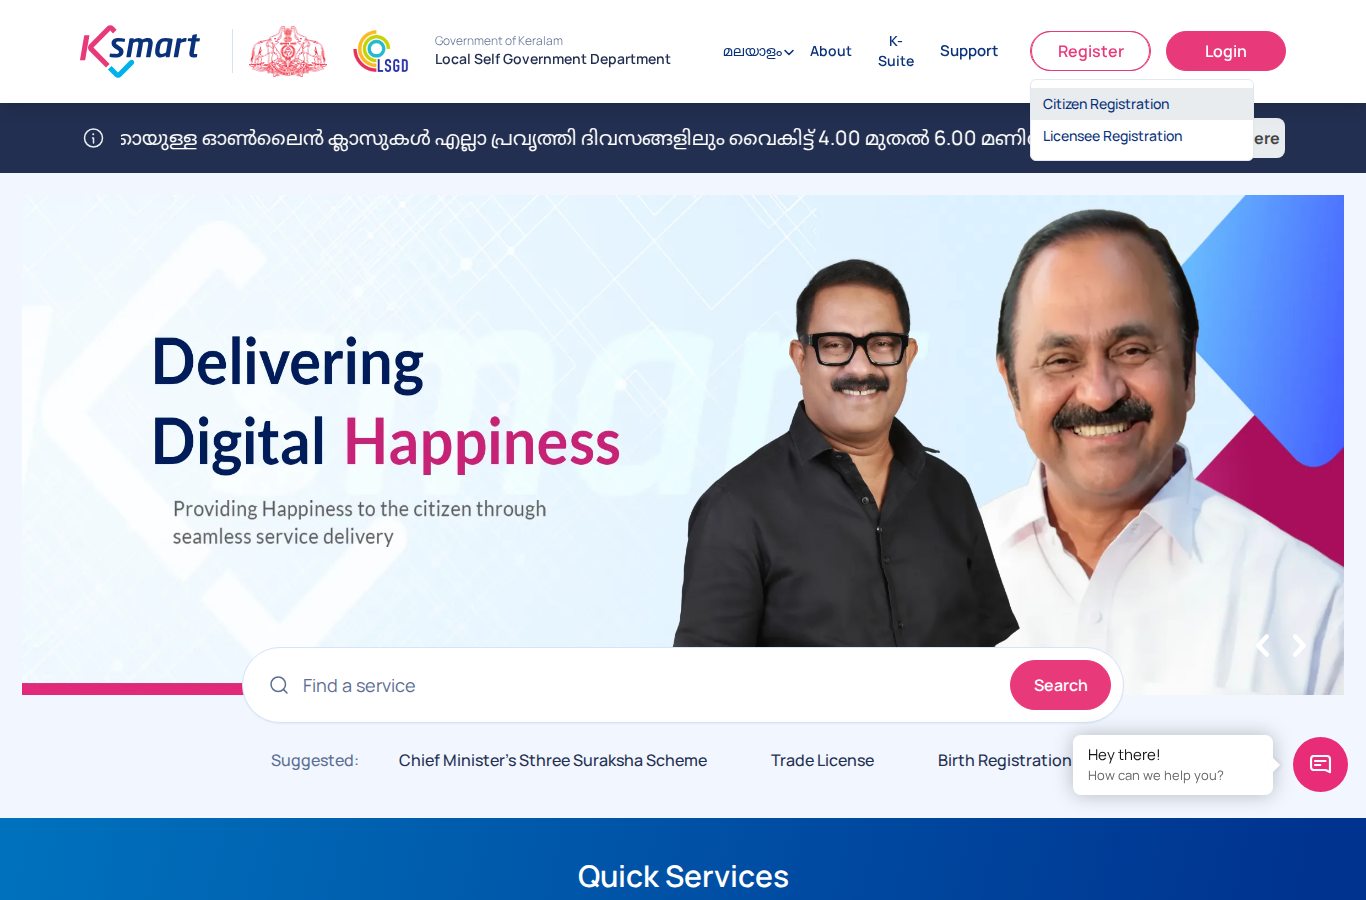 Ksmart
LSGD
Government of Keralam
Local Self Government Department
മലയാളം
About
K-
Suite
Support
Register
Login
Citizen Registration
Licensee Registration
ഓൺലൈൻ ക്ലാസുകൾ എല്ലാ പ്രവൃത്തി ദിവസങ്ങളിലും വൈകിട്ട് 4.00 മുതൽ 6.00
Delivering
Digital Happiness
Providing Happiness to the citizen through
seamless service delivery
Find a service
Search
Suggested:
Chief Minister's Sthree Suraksha Scheme
Trade License
Birth Registration
Hey there!
How can we help you?
Quick Services